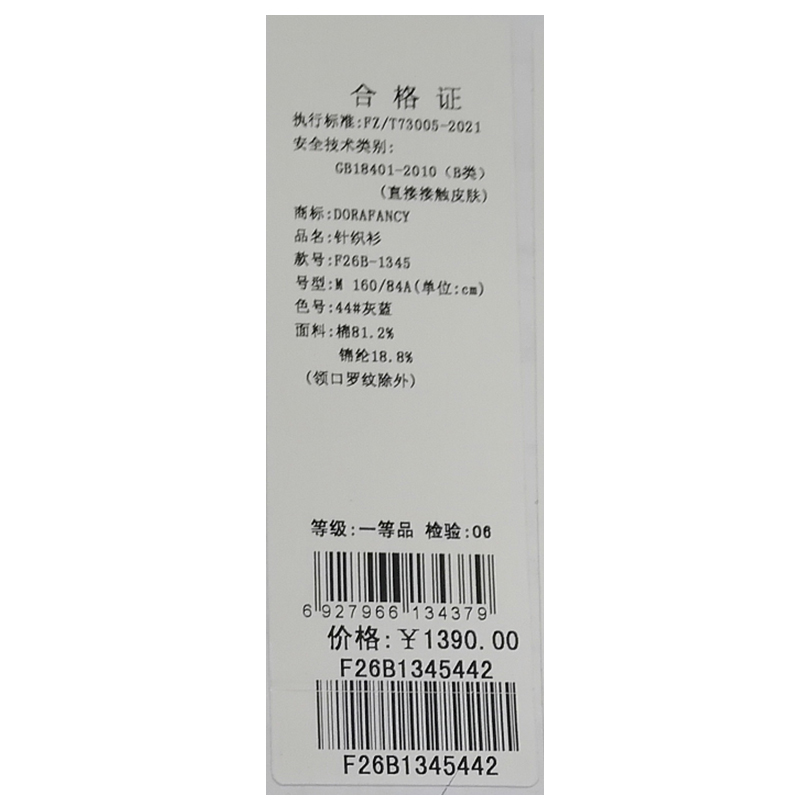 合格证
执行标准:FZ/T73005-2021
安全技术类别:
GB18401-2010（B类）
(直接接触皮肤)
商标:DORAFANCY
品名:针织衫
款号:F26B-1345
号型:M 160/84A(单位:cm)
色号:44#灰蓝
面料:棉81.2%
锦纶18.8%
(领口罗纹除外)
等级:一等品 检验:06
6 927966 134379
价格:￥1390.00
F26B1345442
F26B1345442